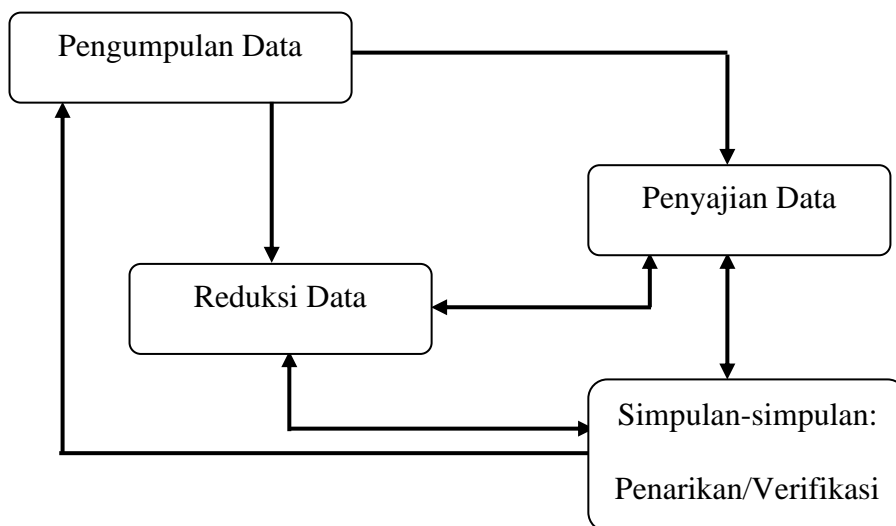 Pengumpulan Data
Penyajian Data
Reduksi Data
Simpulan-simpulan:
Penarikan/Verifikasi